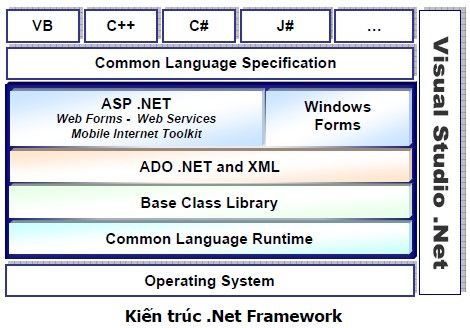 VB C++ C# J# ...
Common Language Specification
ASP .NET
Web Forms - Web Services
Mobile Internet Toolkit
Windows
Forms
ADO .NET and XML
Base Class Library
Common Language Runtime
Operating System
Visual Studio .Net
Kiến trúc .Net Framework